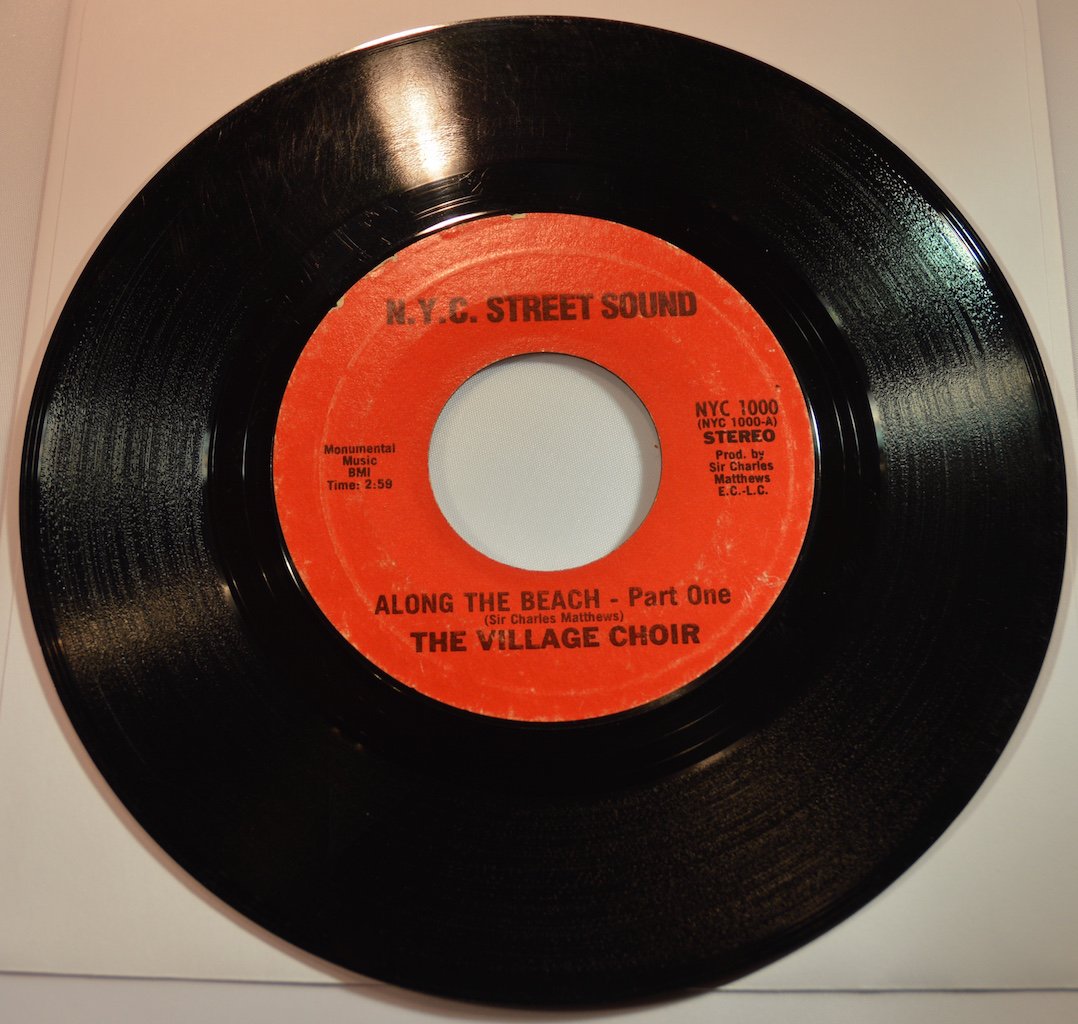 N.Y.C. STREET SOUND
Monumental
Music
BMI
Time: 2:59
NYC 1000
(NYC 1000-A)
STEREO
Prod. by
Sir Charles
Matthews
E.C.-L.C.
ALONG THE BEACH - Part One
(Sir Charles Matthews)
THE VILLAGE CHOIR